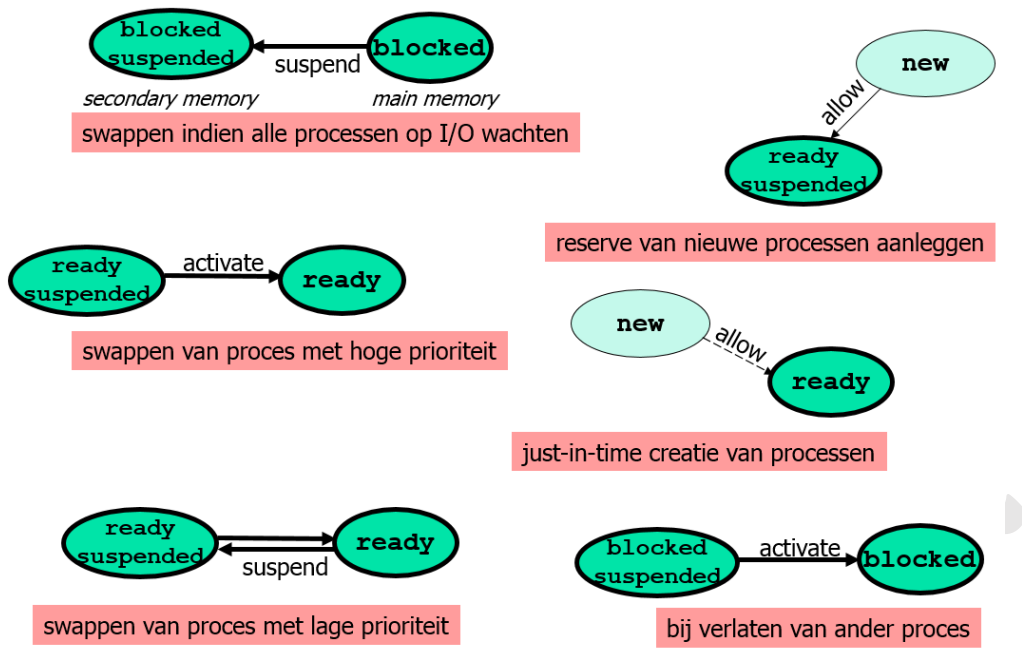 blocked
suspended
suspend
blocked
secondary memory
main memory
swappen indien alle processen op I/O wachten
new
allow
ready
suspended
reserve van nieuwe processen aanleggen
ready
suspended
activate
ready
swappen van proces met hoge prioriteit
new
allow
ready
just-in-time creatie van processen
ready
suspended
suspend
ready
swappen van proces met lage prioriteit
blocked
suspended
activate
blocked
bij verlaten van ander proces